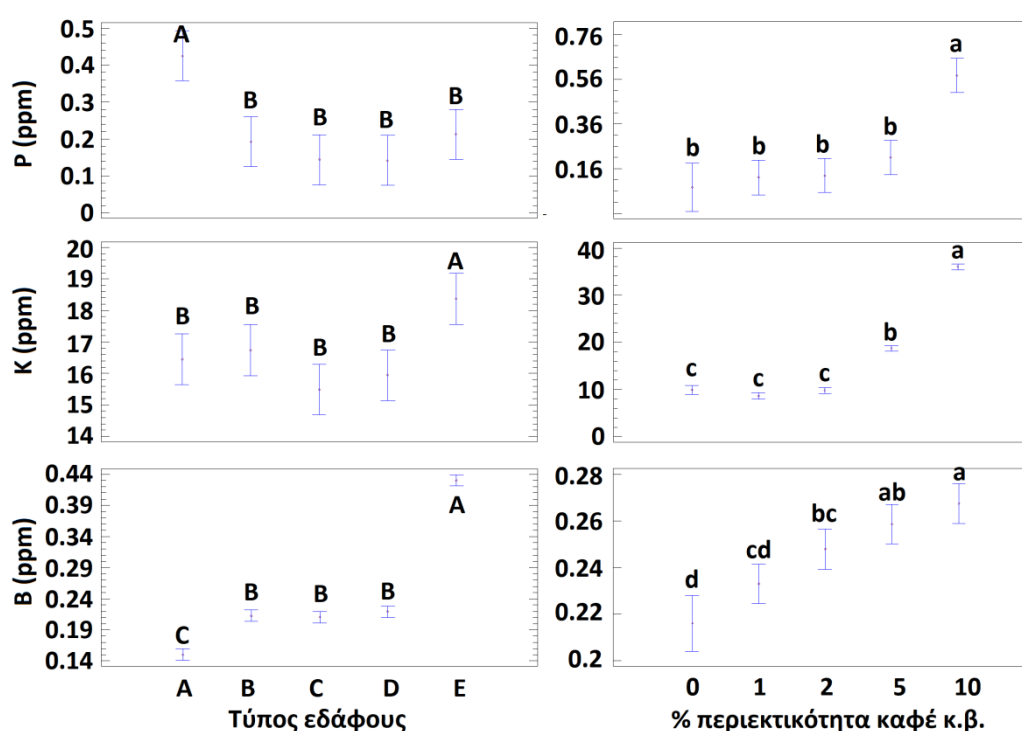 P (ppm)
0.5
0.4
0.3
0.2
0.1
0
A
B
B
B
B
0.76
0.56
0.36
0.16
b
b
b
b
a
K (ppm)
20
19
18
17
16
15
14
B
B
B
B
A
40
30
20
10
0
c
c
c
b
a
B (ppm)
0.44
0.39
0.34
0.29
0.24
0.19
0.14
C
B
B
B
A
A B C D E
Τύπος εδάφους
0.28
0.26
0.24
0.22
0.2
d
cd
bc
ab
a
0 1 2 5 10
% περιεκτικότητα καφέ κ.β.